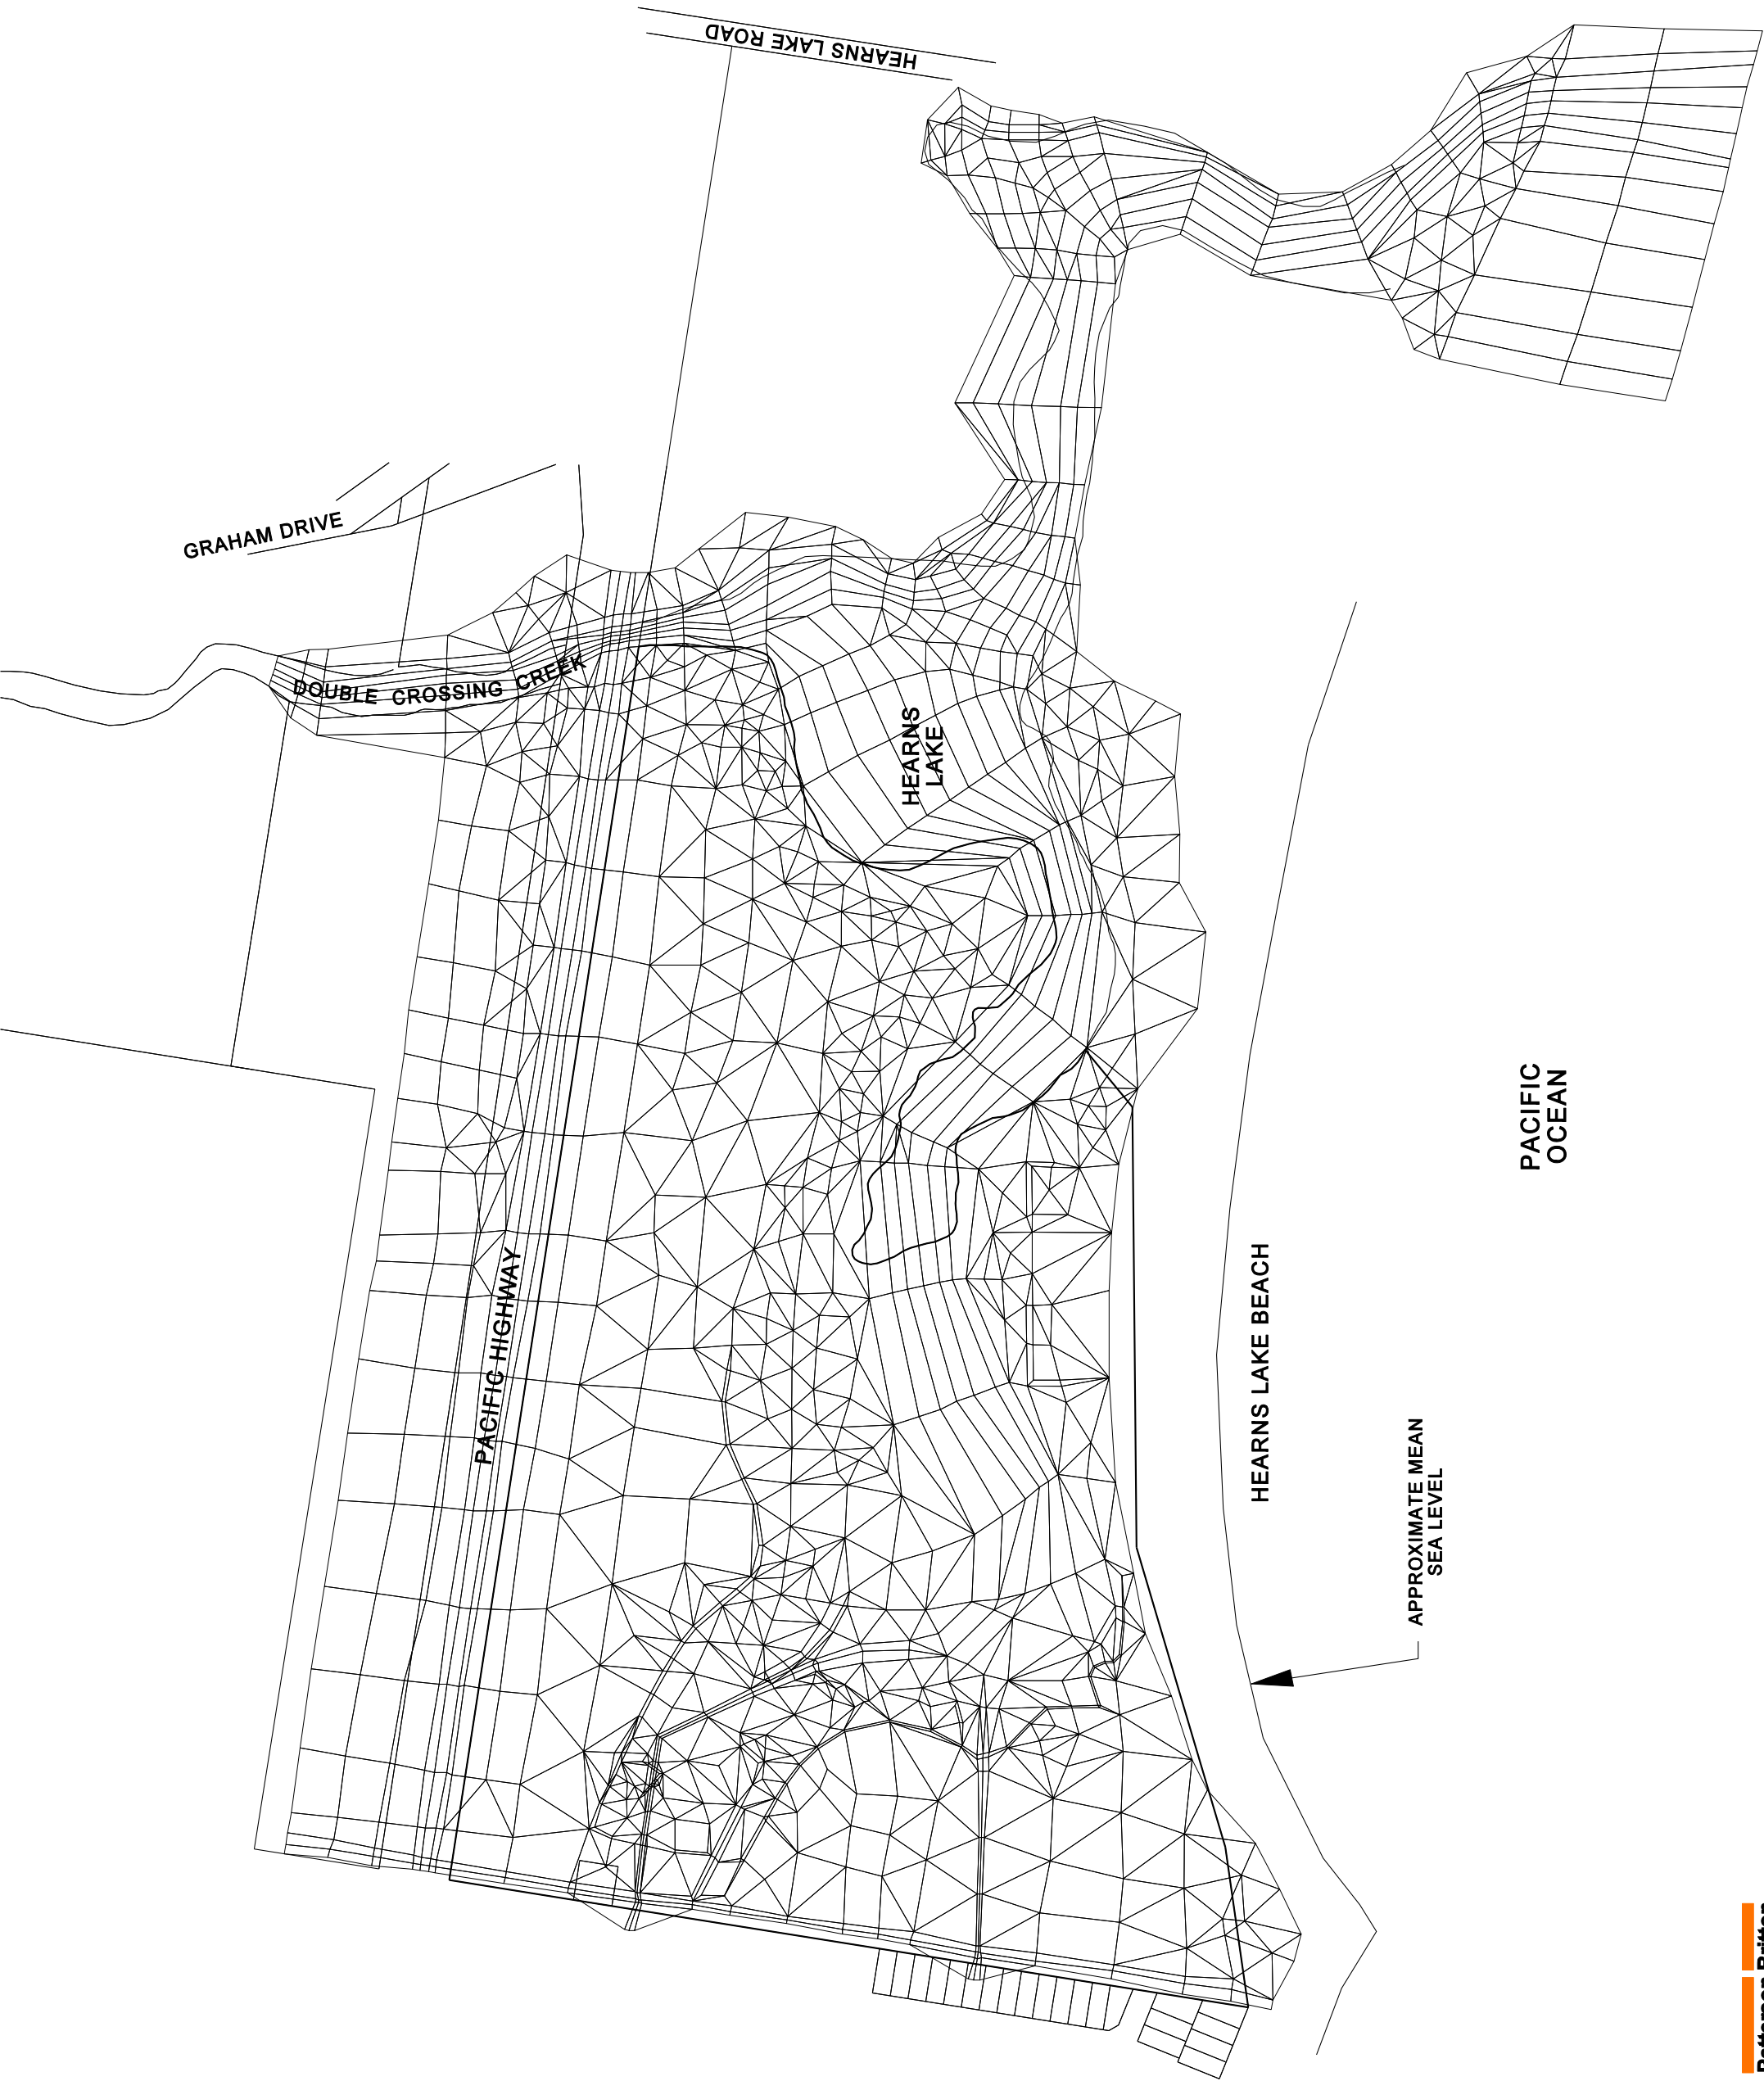 HEARNS LAKE ROAD
GRAHAM DRIVE
DOUBLE CROSSING CREEK
HEARNS
LAKE
PACIFIC
OCEAN
PACIFIC HIGHWAY
HEARNS LAKE BEACH
APPROXIMATE MEAN
SEA LEVEL